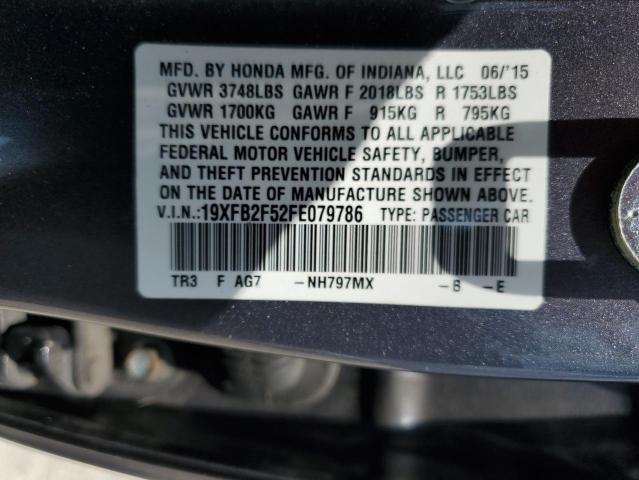 MFD. BY HONDA MFG. OF INDIANA, LLC 06/'15
GVWR 3748LBS GAWR F 2018LBS R 1753LBS
GVWR 1700KG GAWR F 915KG R 795KG
THIS VEHICLE CONFORMS TO ALL APPLICABLE
FEDERAL MOTOR VEHICLE SAFETY, BUMPER,
AND THEFT PREVENTION STANDARDS IN EFFECT
ON THE DATE OF MANUFACTURE SHOWN ABOVE.
V.I.N.:19XFB2F52FE079786 TYPE: PASSENGER CAR
TR3 F AG7 -NH797MX -B -E